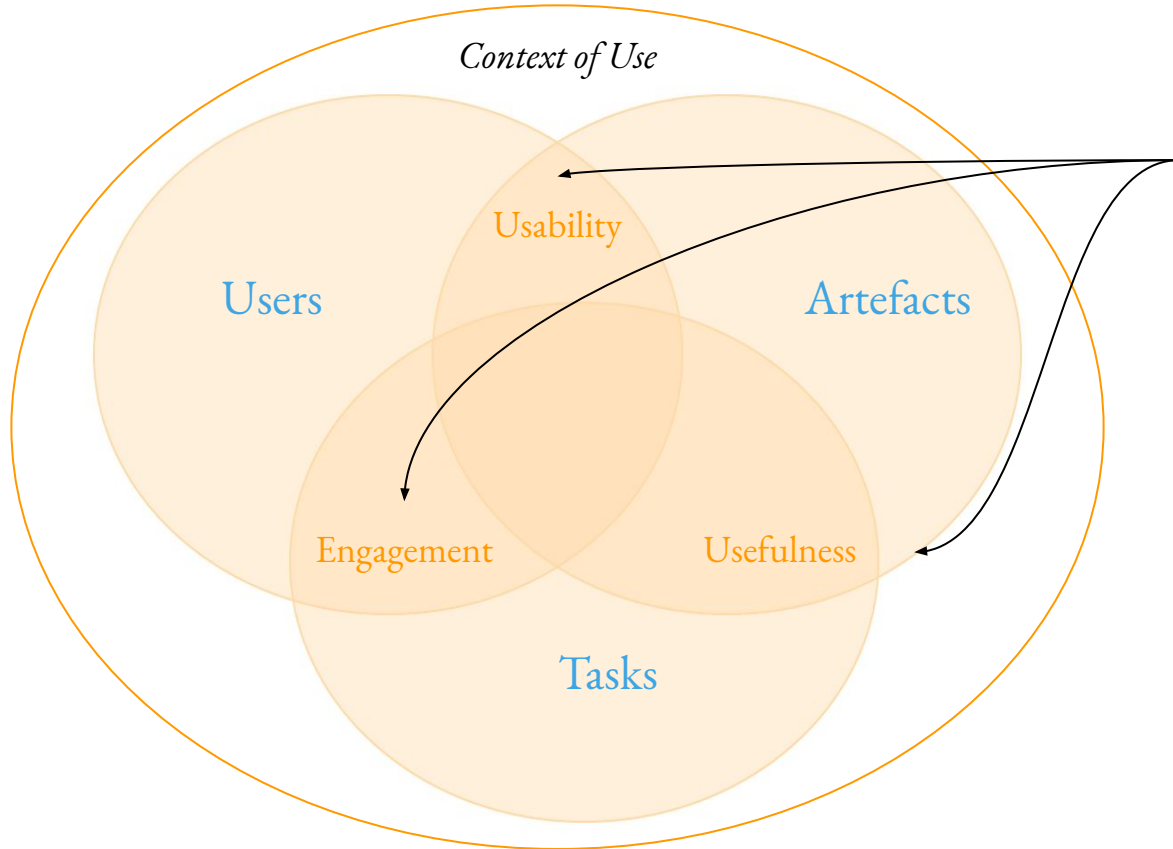 Context of Use
Usability
Users
Artefacts
Engagement
Usefulness
Tasks